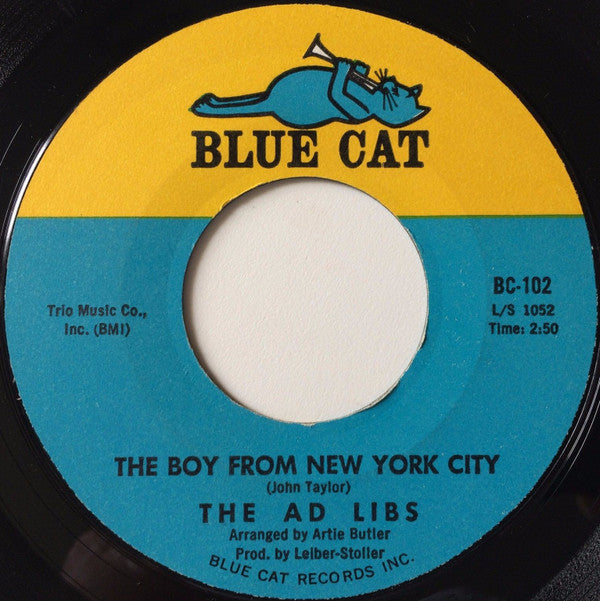 BLUE CAT
BC-102
L/S 1052
Time: 2:50
Trio Music Co.,
Inc. (BMI)
THE BOY FROM NEW YORK CITY
(John Taylor)
THE AD LIBS
Arranged by Artie Butler
Prod. by Leiber-Stoller
BLUE CAT RECORDS INC.